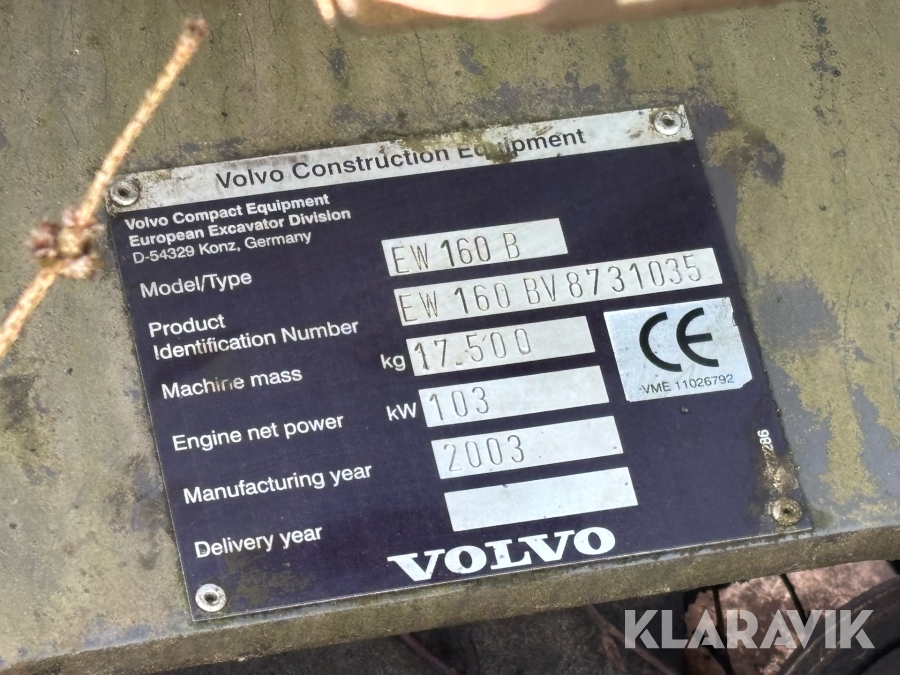 Volvo Construction Equipment
Volvo Compact Equipment
European Excavator Division
D-54329 Konz, Germany
Model/Type EW 160 B
Product
Identification Number EW 160 BV8731035
Machine mass kg 17.500
Engine net power kW 103
Manufacturing year 2003
Delivery year
CE
VME 11026792
VOLVO
KLARAVIK